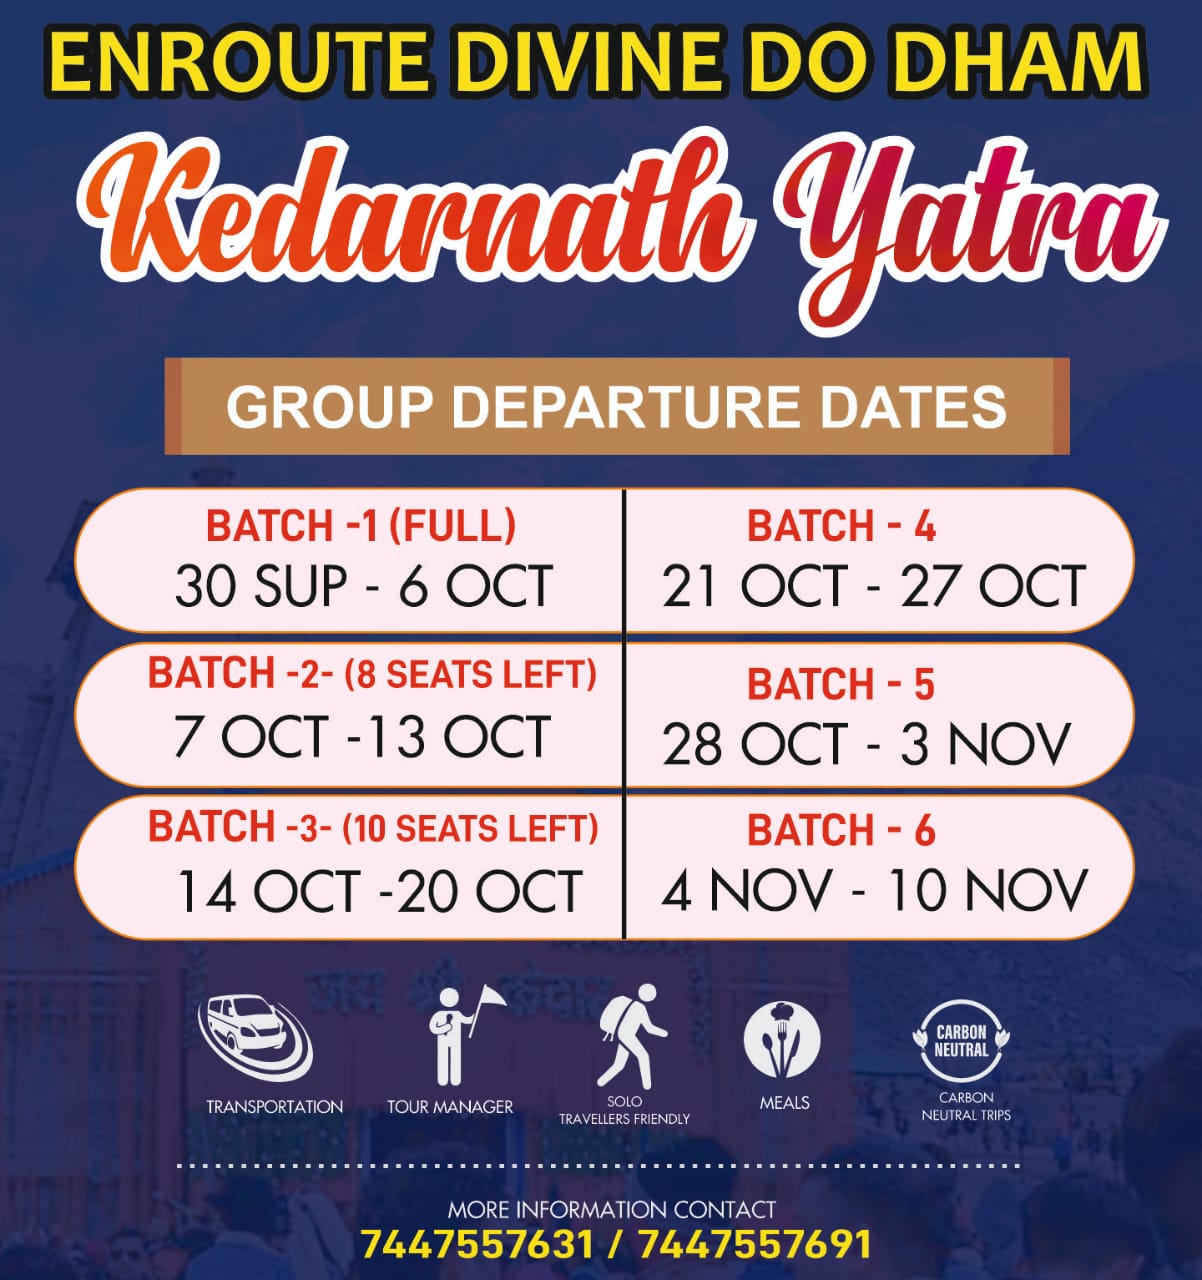 ENROUTE DIVINE DO DHAM
Kedarnath Yatra
GROUP DEPARTURE DATES
BATCH -1 (FULL)
30 SUP - 6 OCT
BATCH -2- (8 SEATS LEFT)
7 OCT -13 OCT
BATCH -3- (10 SEATS LEFT)
14 OCT -20 OCT
BATCH - 4
21 OCT - 27 OCT
BATCH - 5
28 OCT - 3 NOV
BATCH - 6
4 NOV - 10 NOV
TRANSPORTATION
TOUR MANAGER
SOLO
TRAVELLERS FRIENDLY
MEALS
CARBON
NEUTRAL
CARBON
NEUTRAL TRIPS
MORE INFORMATION CONTACT
7447557631 / 7447557691